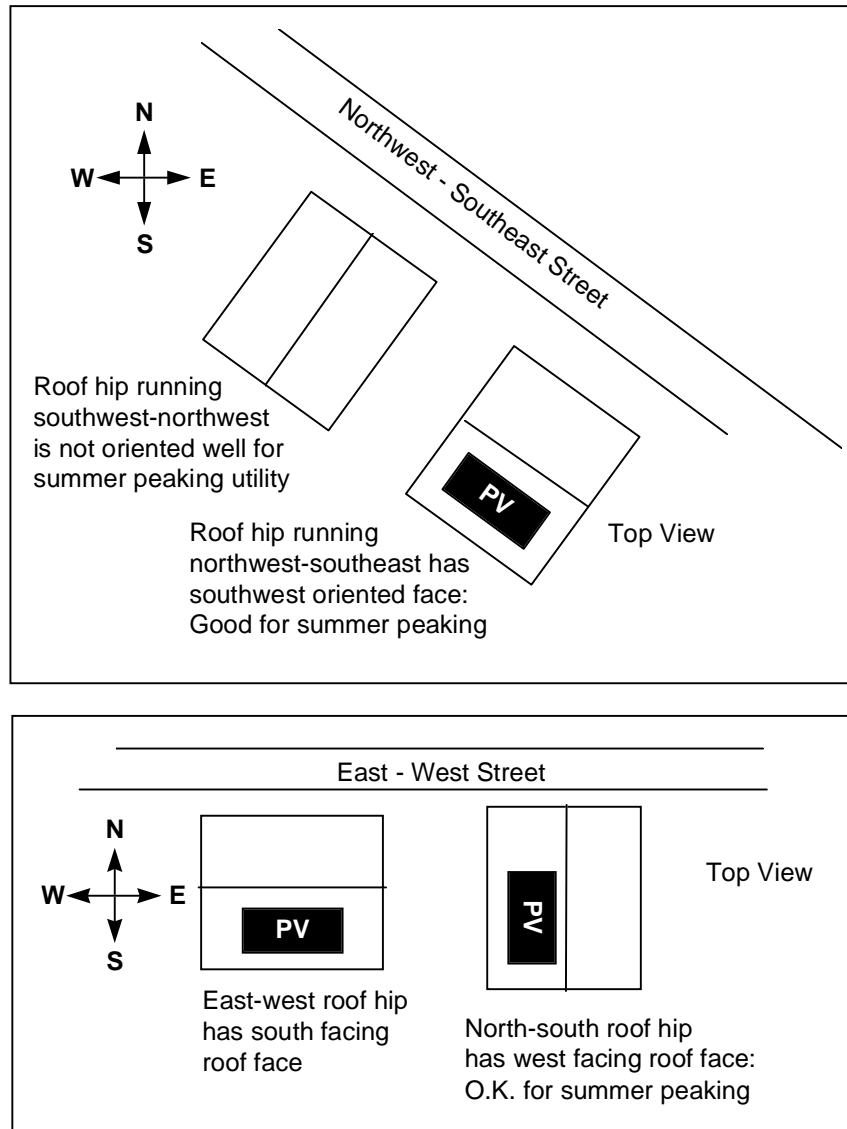 Northwest - Southeast Street
N
W E
S
Roof hip running
southwest-northwest
is not oriented well for
summer peaking utility
PV
Top View
Roof hip running
northwest-southeast has
southwest oriented face:
Good for summer peaking
East - West Street
N
W E
S
Top View
PV
PV
East-west roof hip
has south facing
roof face
North-south roof hip
has west facing roof face:
O.K. for summer peaking